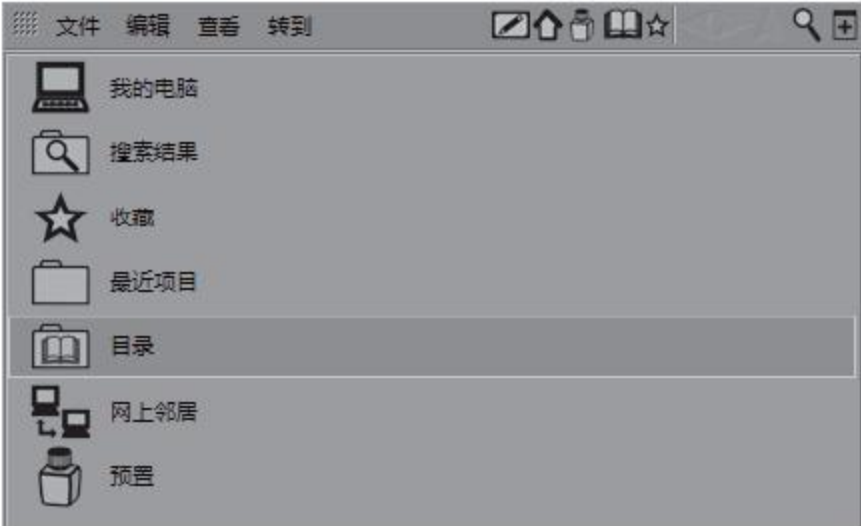 文件 编辑 查看 转到
我的电脑
搜索结果
收藏
最近项目
目录
网上邻居
预置